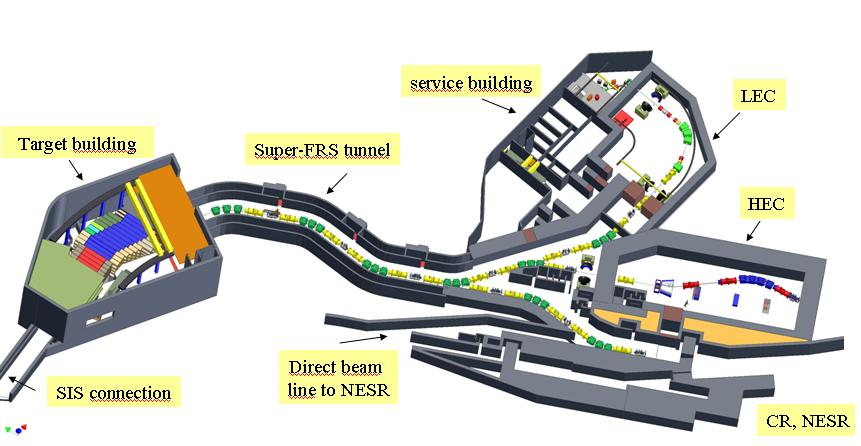 service building
LEC
Target building
Super-FRS tunnel
HEC
Direct beam
line to NESR
SIS connection
CR, NESR